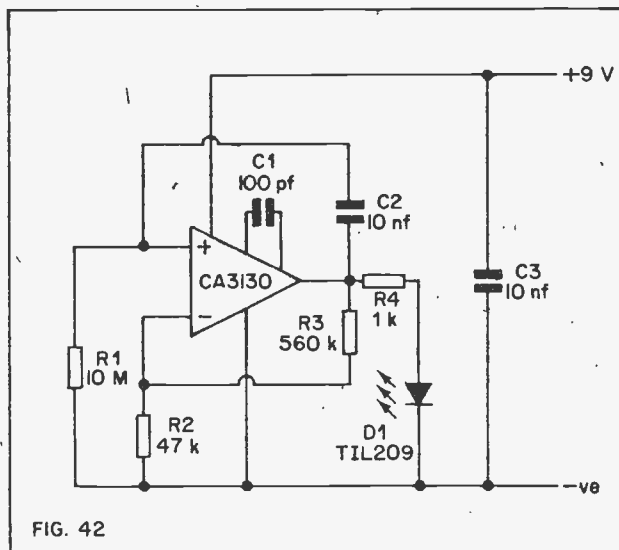 +9 V
C1
100 pf
C2
10 nf
+
CA3130
−
C3
10 nf
R4
1 k
R3
560 k
R1
10 M
R2
47 k
D1
TIL209
−ve
FIG. 42